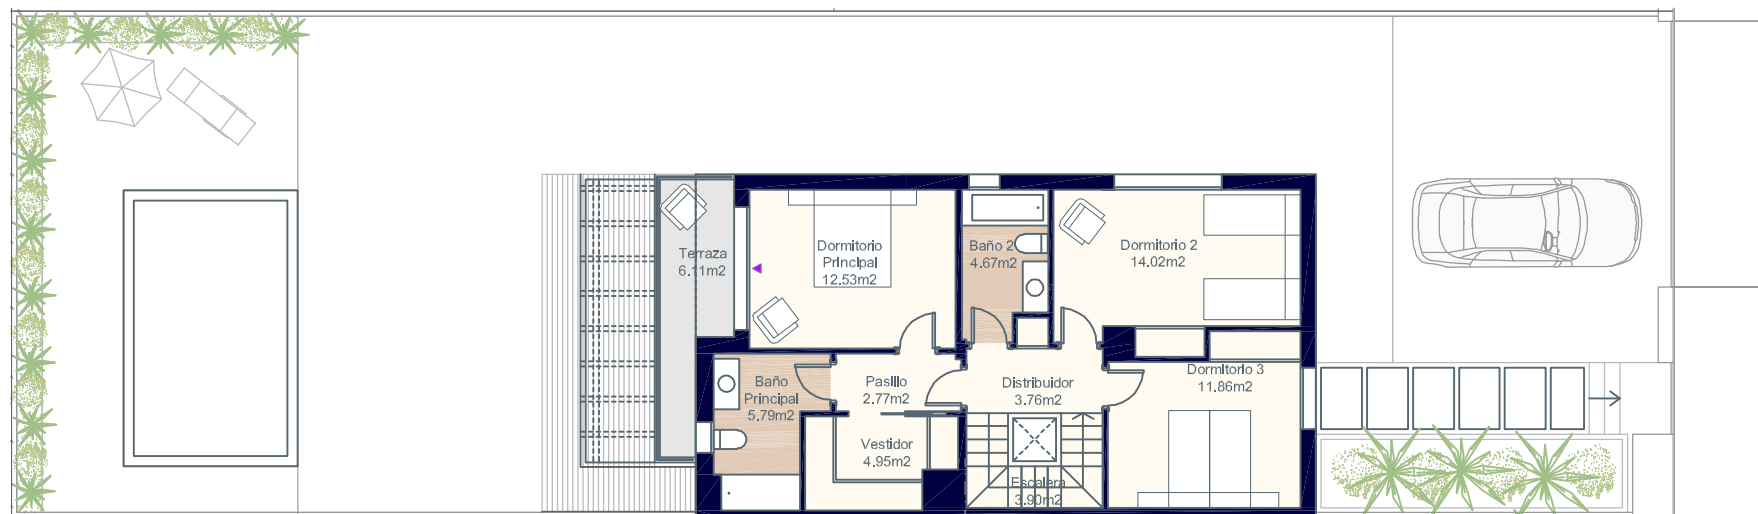 Terraza
6.11m2
Dormitorio
Principal
12.53m2
Baño 2
4.67m2
Dormitorio 2
14.02m2
Baño
Principal
5.79m2
Pasillo
2.77m2
Distribuidor
3.76m2
Dormitorio 3
11.86m2
Vestidor
4.95m2
Escalera
3.90m2